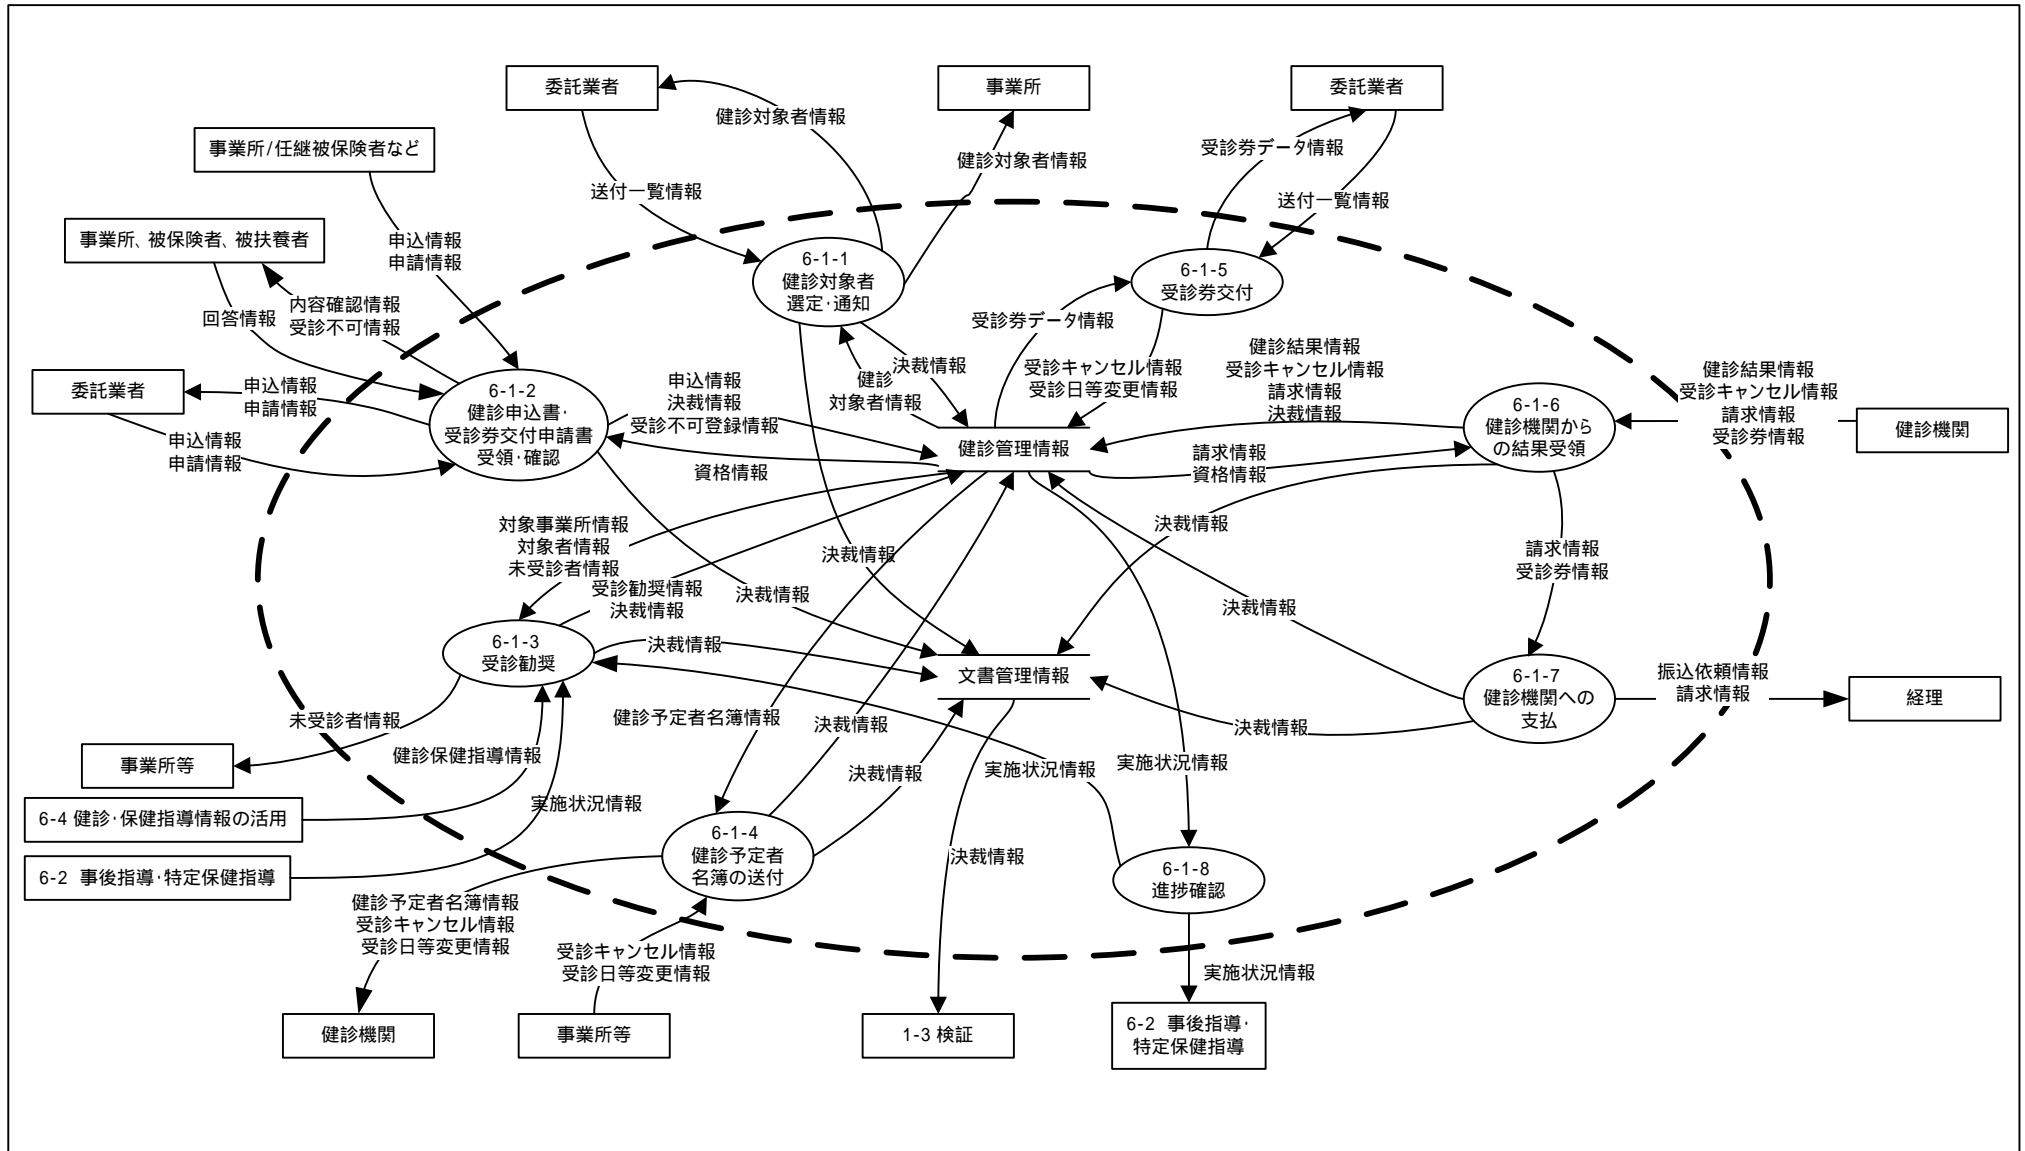 委託業者
事業所
委託業者
健診対象者情報
事業所/任継被保険者など
受診券データ情報
健診対象者情報
送付一覧情報
送付一覧情報
事業所、被保険者、被扶養者
申込情報
申請情報
6-1-1
健診対象者
選定・通知
6-1-5
受診券交付
内容確認情報
受診不可情報
回答情報
受診券データ情報
健診結果情報
受診キャンセル情報
請求情報
決裁情報
決裁情報
受診キャンセル情報
受診日等変更情報
健診
対象者情報
健診結果情報
受診キャンセル情報
請求情報
受診券情報
委託業者
申込情報
申請情報
6-1-2
健診申込書・
受診券交付申請書
受領・確認
申込情報
決裁情報
受診不可登録情報
6-1-6
健診機関から
の結果受領
健診機関
申込情報
申請情報
健診管理情報
資格情報
請求情報
資格情報
対象事業所情報
対象者情報
未受診者情報
決裁情報
決裁情報
請求情報
受診券情報
受診勧奨情報
決裁情報
決裁情報
決裁情報
6-1-3
受診勧奨
決裁情報
文書管理情報
6-1-7
健診機関への
支払
振込依頼情報
請求情報
経理
未受診者情報
健診予定者名簿情報
決裁情報
決裁情報
事業所等
健診保健指導情報
決裁情報
実施状況情報
実施状況情報
6-4 健診・保健指導情報の活用
実施状況情報
6-1-4
健診予定者
名簿の送付
決裁情報
6-1-8
進捗確認
6-2 事後指導・特定保健指導
健診予定者名簿情報
受診キャンセル情報
受診日等変更情報
受診キャンセル情報
受診日等変更情報
実施状況情報
健診機関
事業所等
1-3 検証
6-2 事後指導・
特定保健指導